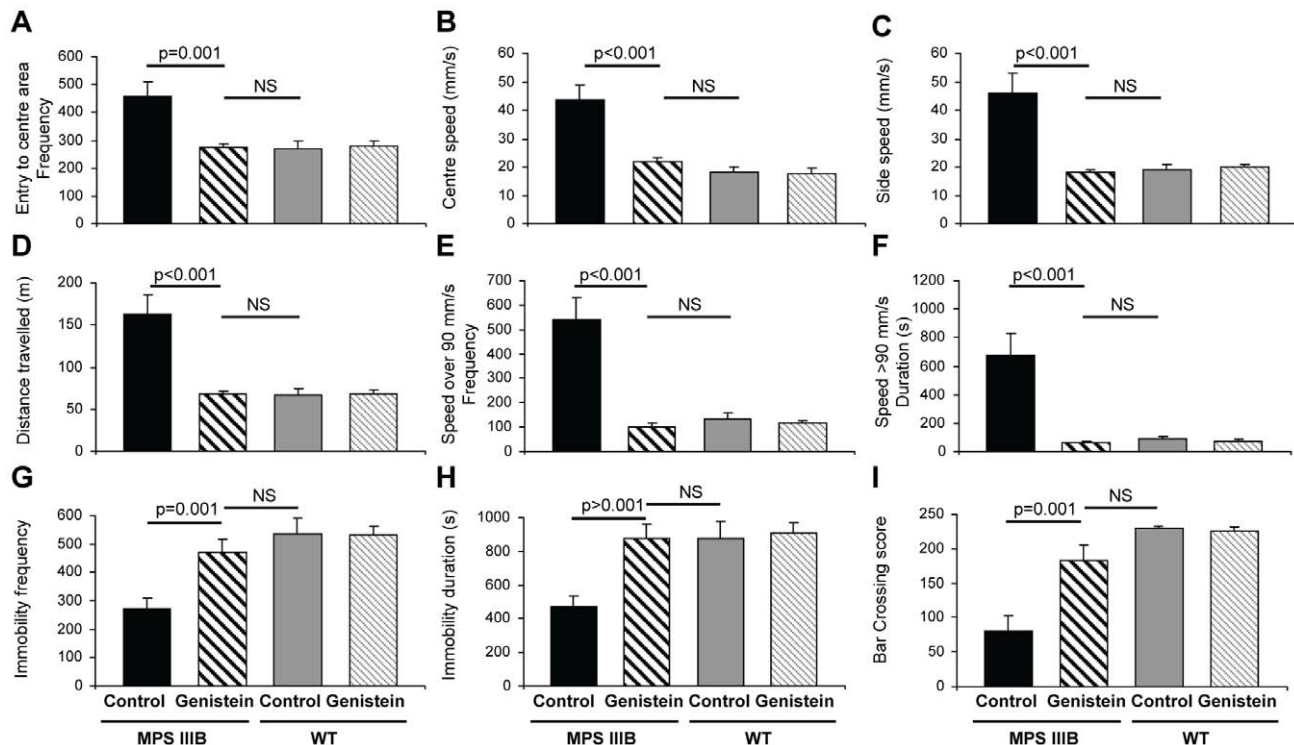 A
Entry to centre area
Frequency
600
500
400
300
200
100
0
p=0.001
NS
B
Centre speed (mm/s)
60
50
40
30
20
10
0
p<0.001
NS
C
Side speed (mm/s)
60
50
40
30
20
10
0
p<0.001
NS
D
Distance travelled (m)
200
150
100
50
0
p<0.001
NS
E
Speed over 90 mm/s
Frequency
700
600
500
400
300
200
100
0
p<0.001
NS
F
Speed >90 mm/s
Duration (s)
1200
1000
800
600
400
200
0
p<0.001
NS
G
Immobility frequency
600
500
400
300
200
100
0
p=0.001
NS
Control Genistein Control Genistein
MPS IIIB WT
H
Immobility duration (s)
1000
800
600
400
200
0
p>0.001
NS
Control Genistein Control Genistein
MPS IIIB WT
I
Bar Crossing score
250
200
150
100
50
0
p=0.001
NS
Control Genistein Control Genistein
MPS IIIB WT